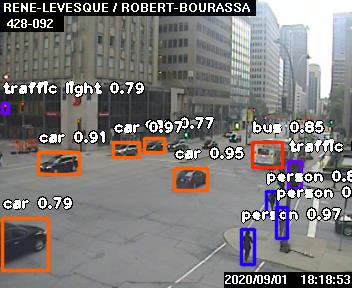 RENE-LEVESQUE / ROBERT-BOURASSA
428-092
traffic light 0.79
car 0.91
car 0.97
0.77
bus 0.85
car 0.95
traffic
person 0.8
person 0
person 0.97
car 0.79
2020/09/01 18:18:53